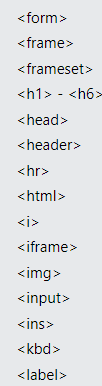 <form>
<frame>
<frameset>
<h1> - <h6>
<head>
<header>
<hr>
<html>
<i>
<iframe>
<img>
<input>
<ins>
<kbd>
<label>